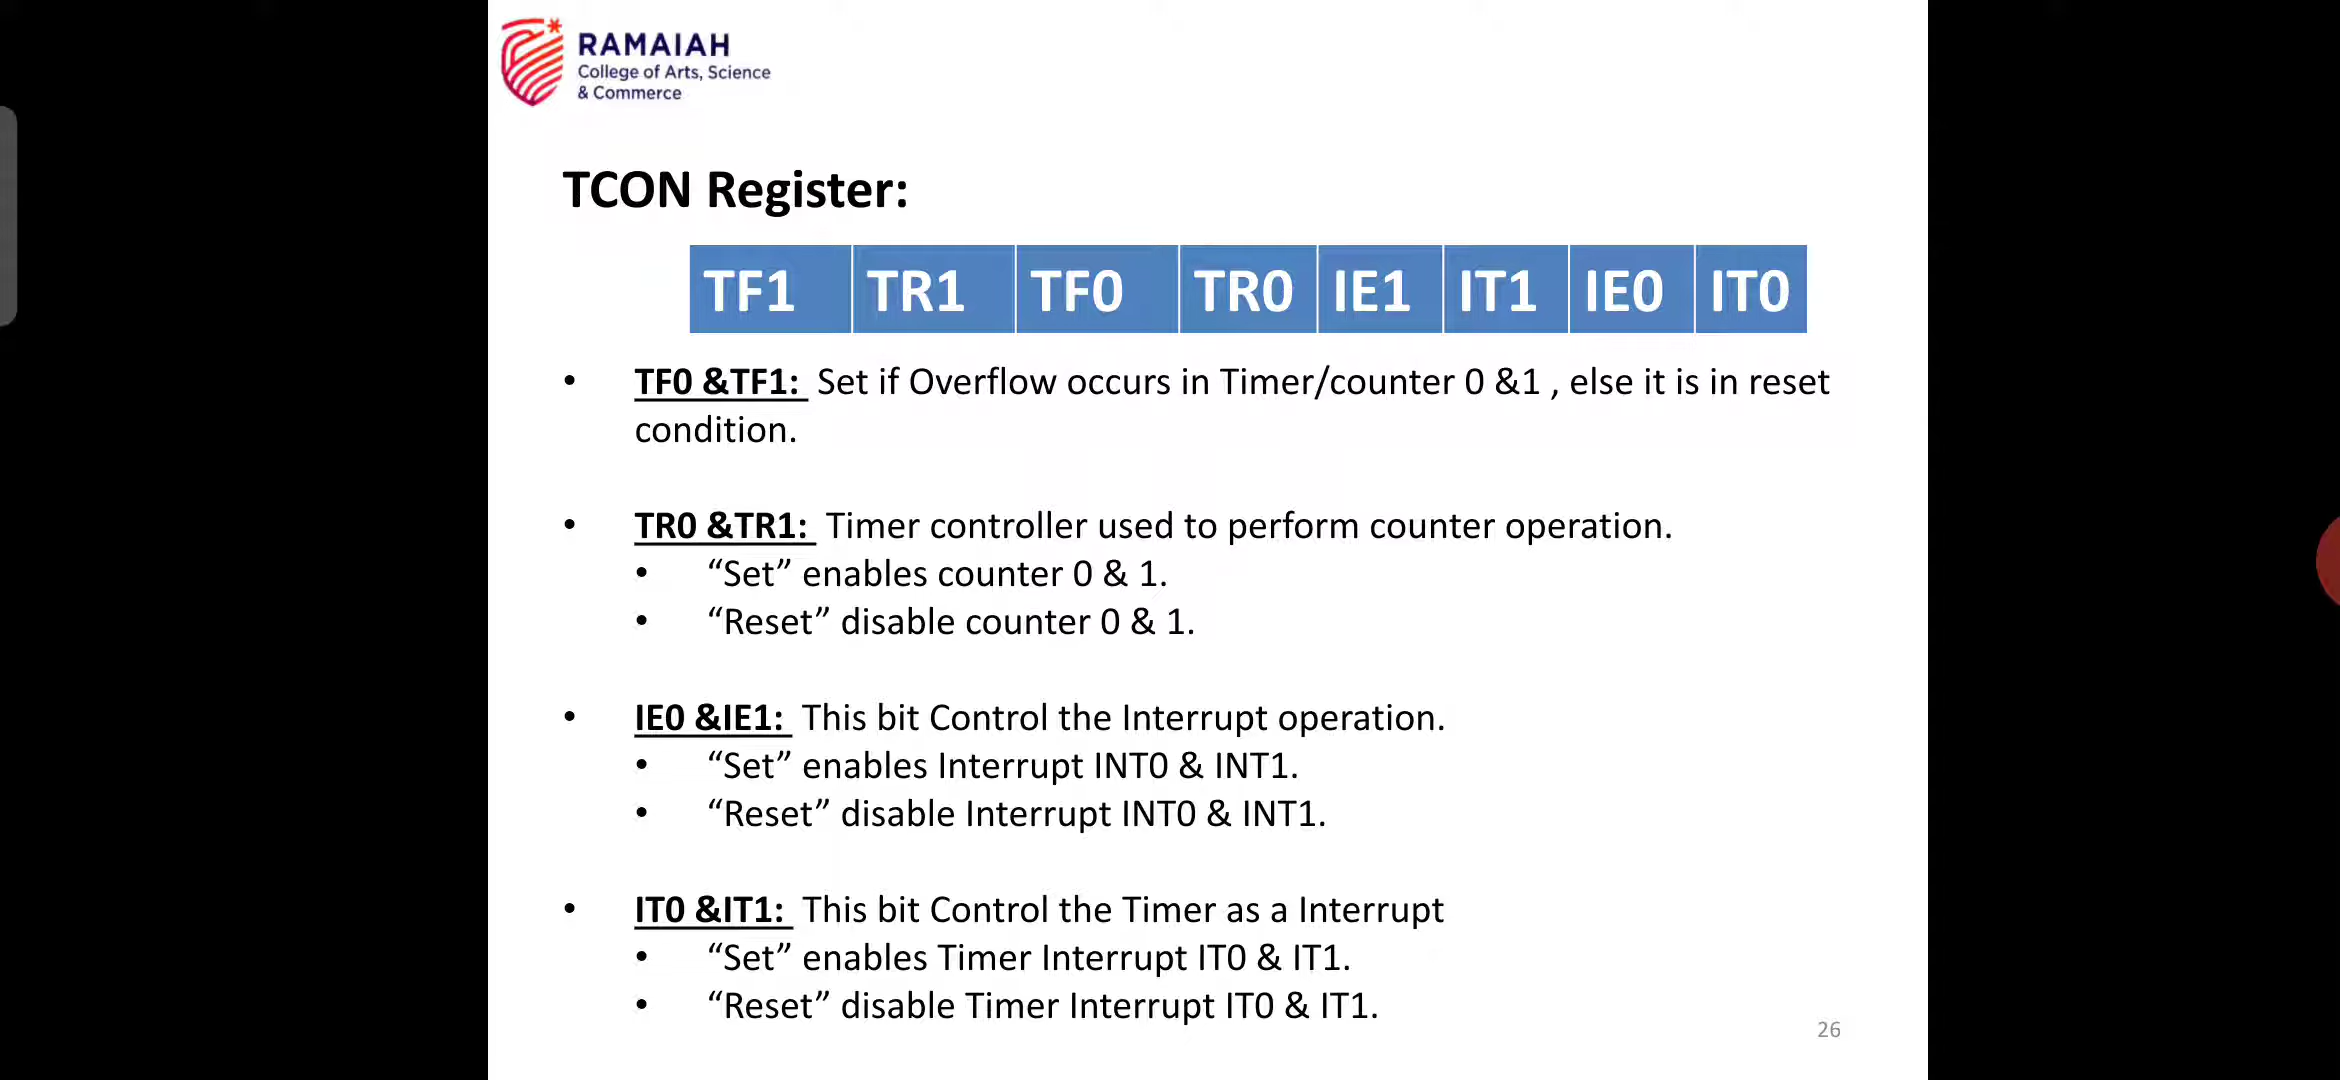 RAMAIAH
College of Arts, Science
& Commerce
TCON Register:
TF1 TR1 TF0 TR0 IE1 IT1 IE0 IT0
• TF0 &TF1: Set if Overflow occurs in Timer/counter 0 &1 , else it is in reset
condition.
• TR0 &TR1: Timer controller used to perform counter operation.
• “Set” enables counter 0 & 1.
• “Reset” disable counter 0 & 1.
• IE0 &IE1: This bit Control the Interrupt operation.
• “Set” enables Interrupt INT0 & INT1.
• “Reset” disable Interrupt INT0 & INT1.
• IT0 &IT1: This bit Control the Timer as a Interrupt
• “Set” enables Timer Interrupt IT0 & IT1.
• “Reset” disable Timer Interrupt IT0 & IT1.
26